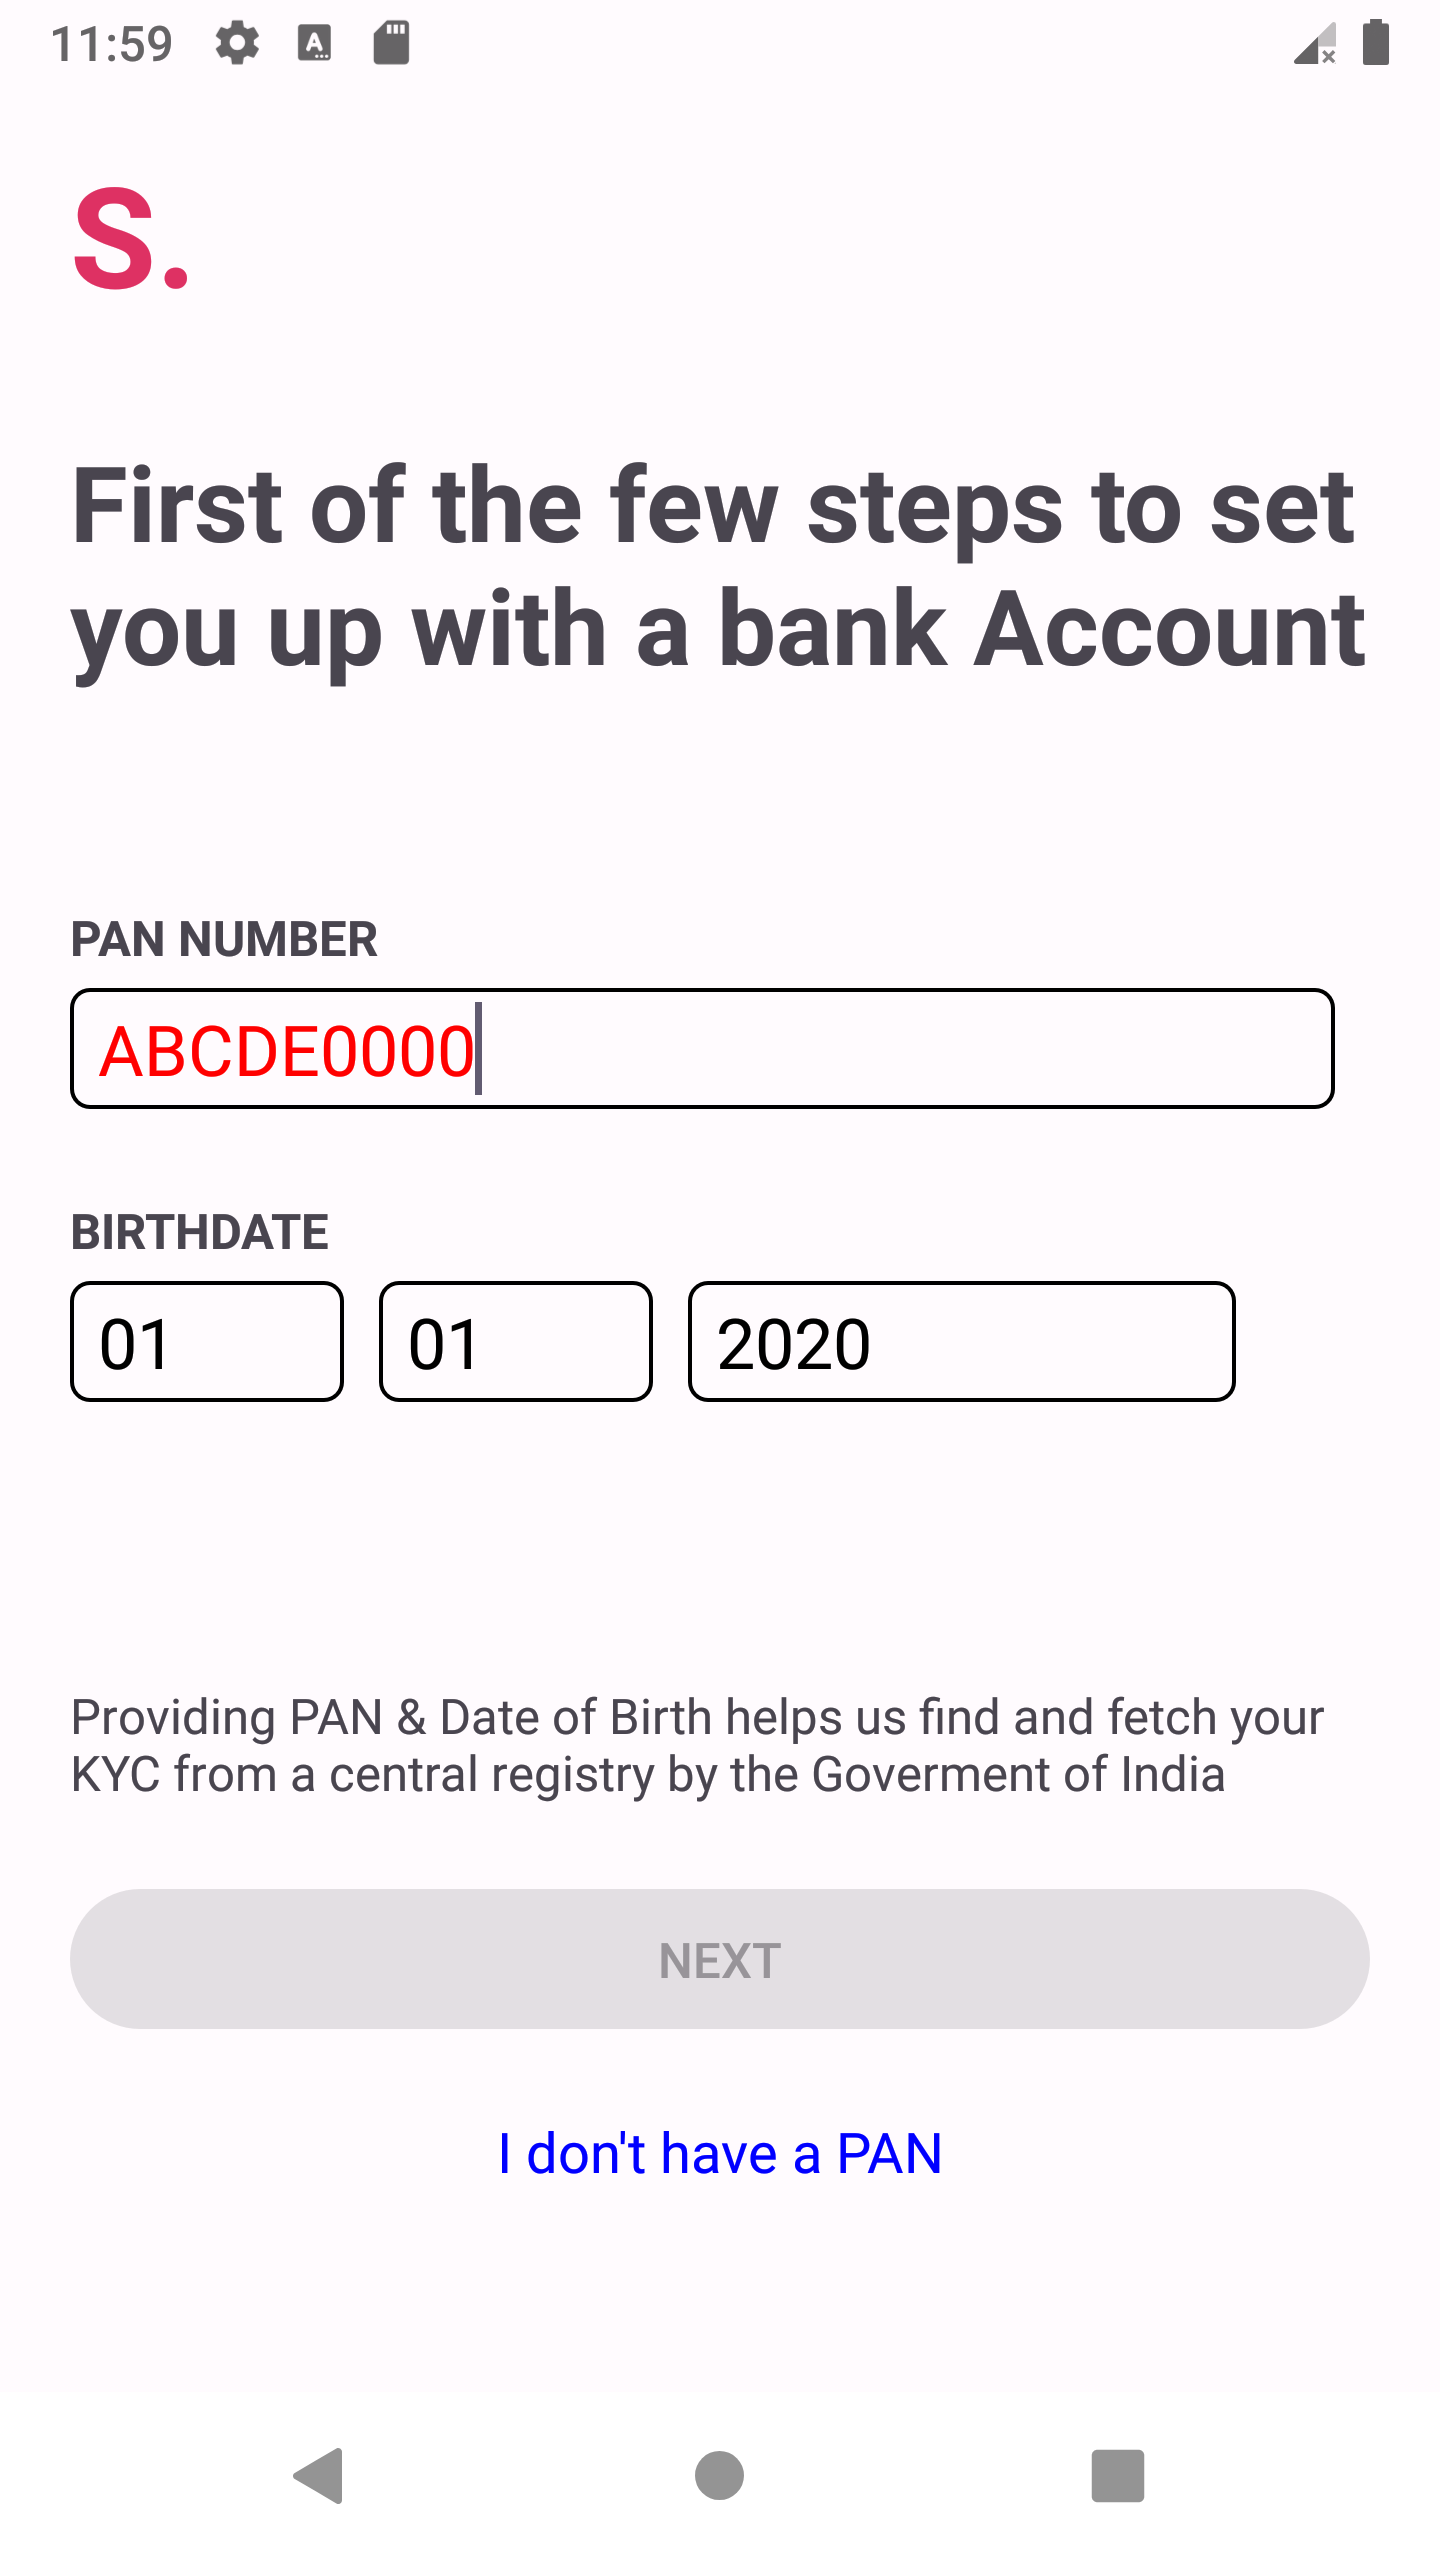 11:59
S.
First of the few steps to set
you up with a bank Account
PAN NUMBER
ABCDE0000
BIRTHDATE
01 01 2020
Providing PAN & Date of Birth helps us find and fetch your
KYC from a central registry by the Goverment of India
NEXT
I don't have a PAN